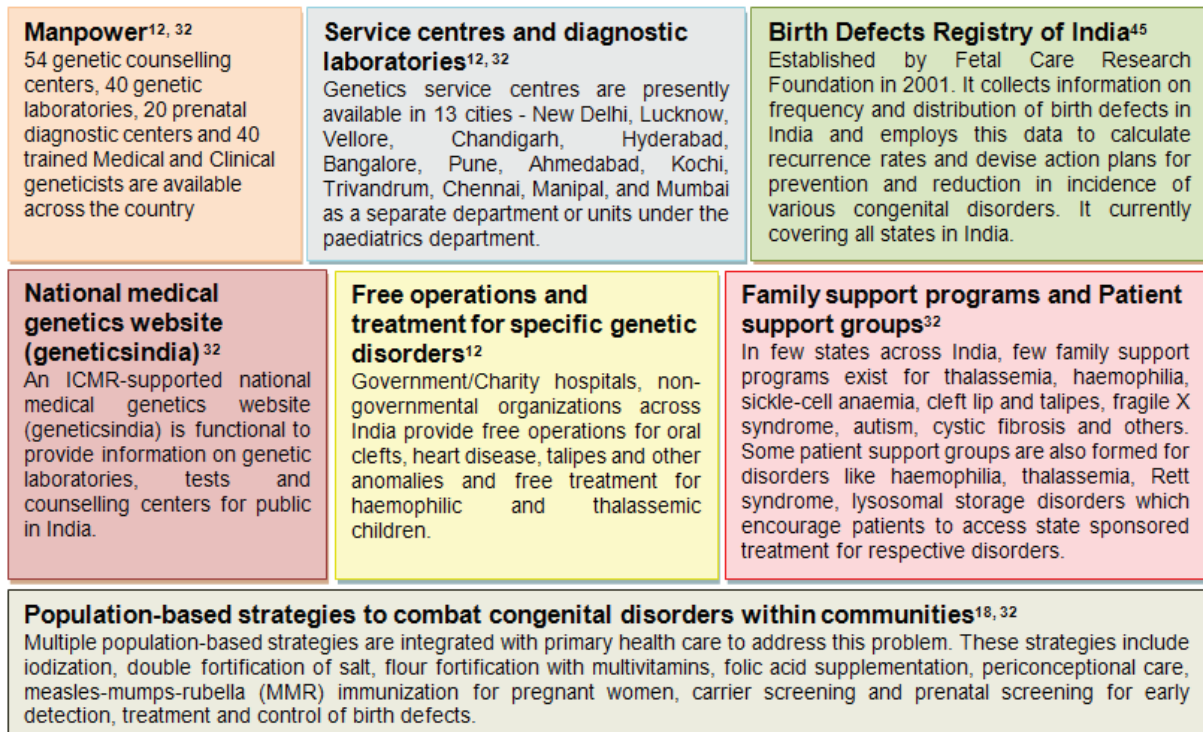 Manpower12, 32
54 genetic counselling
centers, 40 genetic
laboratories, 20 prenatal
diagnostic centers and 40
trained Medical and Clinical
geneticists are available
across the country
Service centres and diagnostic
laboratories12, 32
Genetics service centres are presently
available in 13 cities - New Delhi, Lucknow,
Vellore, Chandigarh, Hyderabad,
Bangalore, Pune, Ahmedabad, Kochi,
Trivandrum, Chennai, Manipal, and Mumbai
as a separate department or units under the
paediatrics department.
Birth Defects Registry of India45
Established by Fetal Care Research
Foundation in 2001. It collects information on
frequency and distribution of birth defects in
India and employs this data to calculate
recurrence rates and devise action plans for
prevention and reduction in incidence of
various congenital disorders. It currently
covering all states in India.
National medical
genetics website
(geneticsindia) 32
An ICMR-supported national
medical genetics website
(geneticsindia) is functional to
provide information on genetic
laboratories, tests and
counselling centers for public
in India.
Free operations and
treatment for specific genetic
disorders12
Government/Charity hospitals, non-
governmental organizations across
India provide free operations for oral
clefts, heart disease, talipes and other
anomalies and free treatment for
haemophilic and thalassemic
children.
Family support programs and Patient
support groups32
In few states across India, few family support
programs exist for thalassemia, haemophilia,
sickle-cell anaemia, cleft lip and talipes, fragile X
syndrome, autism, cystic fibrosis and others.
Some patient support groups are also formed for
disorders like haemophilia, thalassemia, Rett
syndrome, lysosomal storage disorders which
encourage patients to access state sponsored
treatment for respective disorders.
Population-based strategies to combat congenital disorders within communities18, 32
Multiple population-based strategies are integrated with primary health care to address this problem. These strategies include
iodization, double fortification of salt, flour fortification with multivitamins, folic acid supplementation, periconceptional care,
measles-mumps-rubella (MMR) immunization for pregnant women, carrier screening and prenatal screening for early
detection, treatment and control of birth defects.